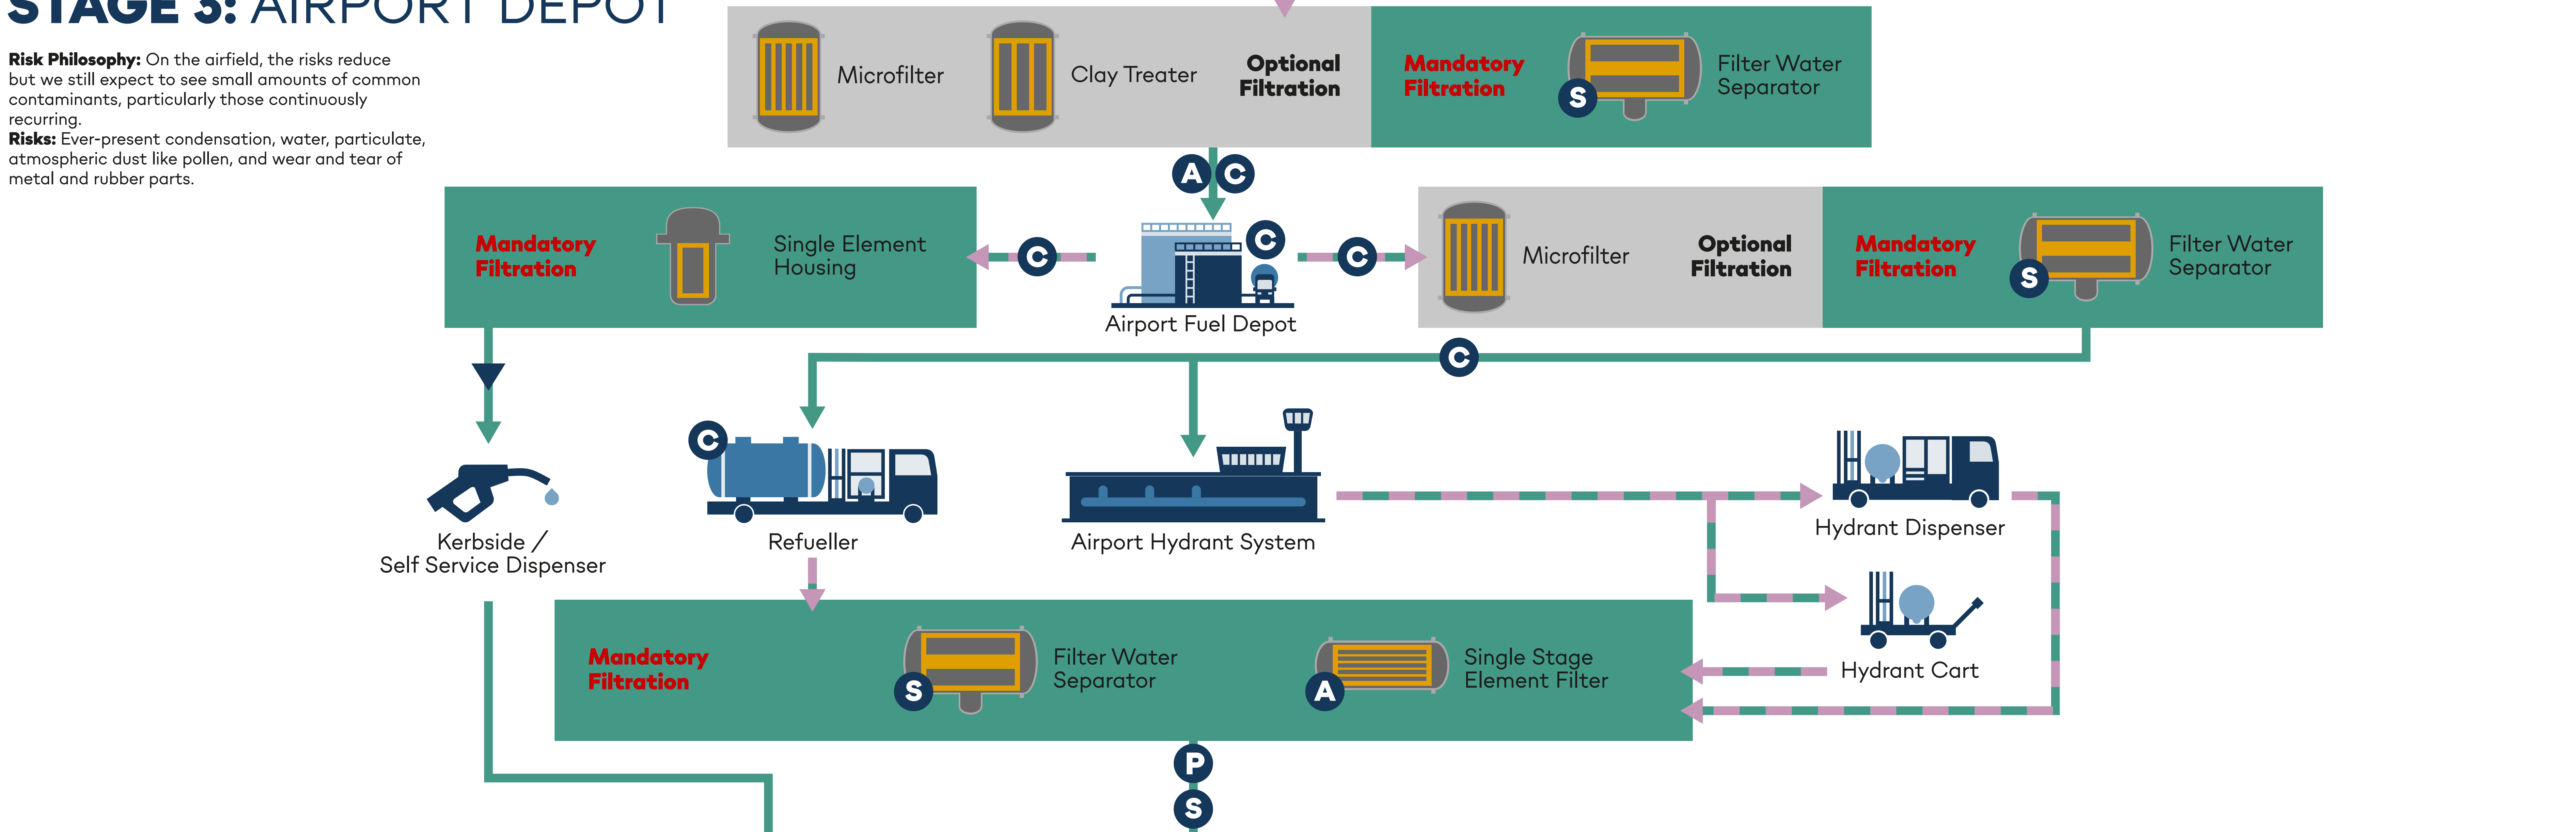 STAGE 3: AIRPORT DEPOT
Risk Philosophy: On the airfield, the risks reduce
but we still expect to see small amounts of common
contaminants, particularly those continuously
recurring.
Risks: Ever-present condensation, water, particulate,
atmospheric dust like pollen, and wear and tear of
metal and rubber parts.
Microfilter
Clay Treater
Optional
Filtration
Mandatory
Filtration
S
Filter Water
Separator
A
C
Mandatory
Filtration
Single Element
Housing
C
C
Airport Fuel Depot
C
Microfilter
Optional
Filtration
Mandatory
Filtration
S
Filter Water
Separator
C
Kerbside /
Self Service Dispenser
C
Refueller
Airport Hydrant System
Hydrant Dispenser
Hydrant Cart
Mandatory
Filtration
S
Filter Water
Separator
A
Single Stage
Element Filter
P
S